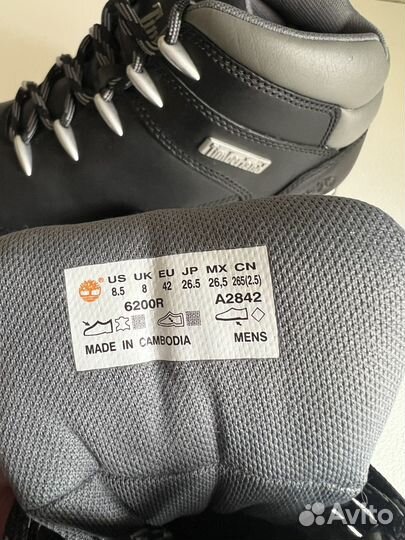 Timberland
US UK EU JP MX CN
8.5 8 42 26.5 26,5 265(2.5)
6200R A2842
MADE IN CAMBODIA MENS
Avito